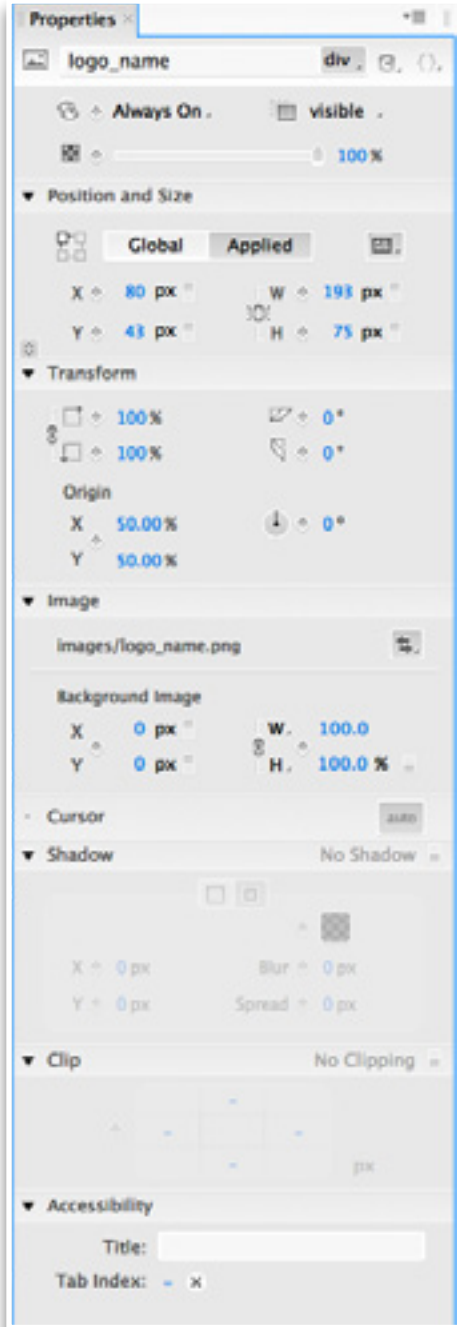 Properties ×
logo_name div
Always On visible
100 %
Position and Size
Global Applied
X 80 px W 193 px
Y 43 px H 75 px
Transform
100 % 0 °
100 % 0 °
Origin
X 50.00 % 0 °
Y 50.00 %
Image
images/logo_name.png
Background Image
X 0 px W. 100.0
Y 0 px H. 100.0 %
Cursor auto
Shadow No Shadow
X 0 px Blur 0 px
Y 0 px Spread 0 px
Clip No Clipping
-
- -
- px
Accessibility
Title:
Tab Index: - ×